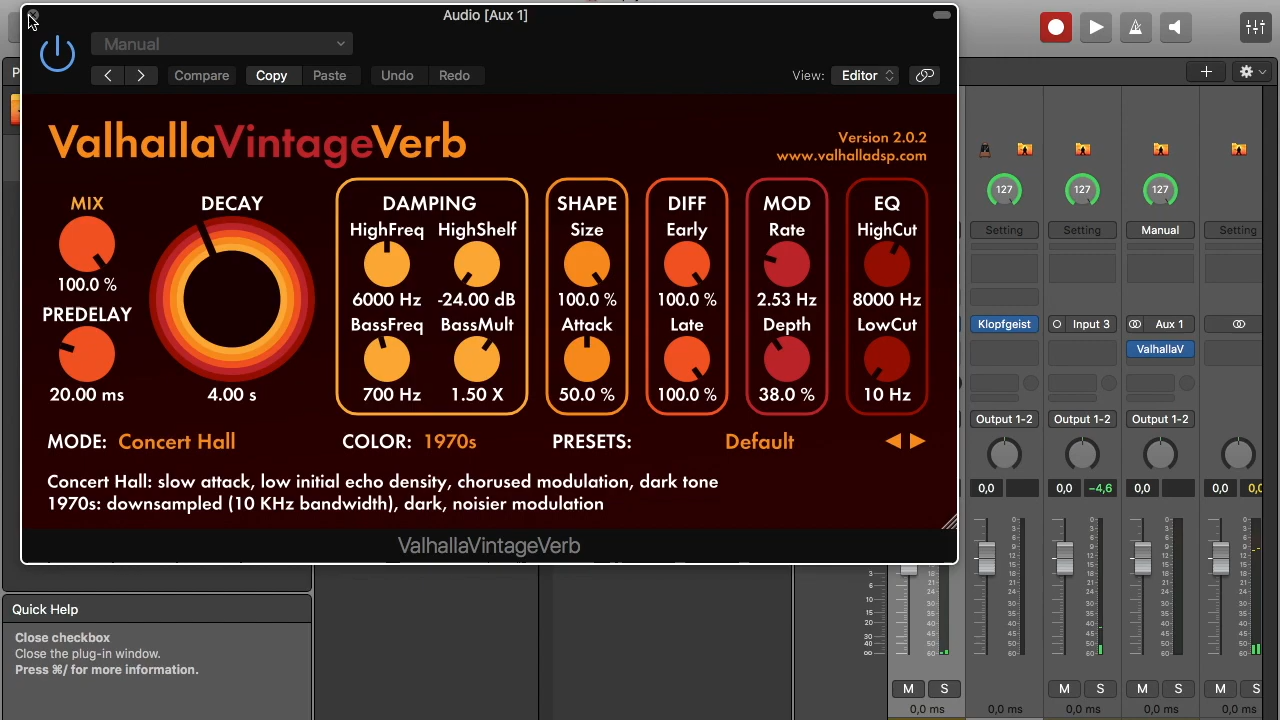 Audio [Aux 1]
Manual
Compare Copy Paste Undo Redo View: Editor
ValhallaVintageVerb
Version 2.0.2
www.valhalladsp.com
MIX DECAY DAMPING SHAPE DIFF MOD EQ
HighFreq HighShelf Size Early Rate HighCut
100.0 % 6000 Hz -24.00 dB 100.0 % 100.0 % 2.53 Hz 8000 Hz
PREDELAY BassFreq BassMult Attack Late Depth LowCut
20.00 ms 4.00 s 700 Hz 1.50 X 50.0 % 100.0 % 38.0 % 10 Hz
MODE: Concert Hall COLOR: 1970s PRESETS: Default
Concert Hall: slow attack, low initial echo density, chorused modulation, dark tone
1970s: downsampled (10 KHz bandwidth), dark, noisier modulation
ValhallaVintageVerb
127 127 127
Setting Setting Manual Setting
Klopfgeist Input 3 Aux 1
ValhallaV
Output 1-2 Output 1-2 Output 1-2
0,0 0,0 -4,6 0,0 0,0
M S M S M S M S
0,0 ms 0,0 ms 0,0 ms 0,0 ms 0,0 ms
Quick Help
Close checkbox
Close the plug-in window.
Press ⌘/ for more information.